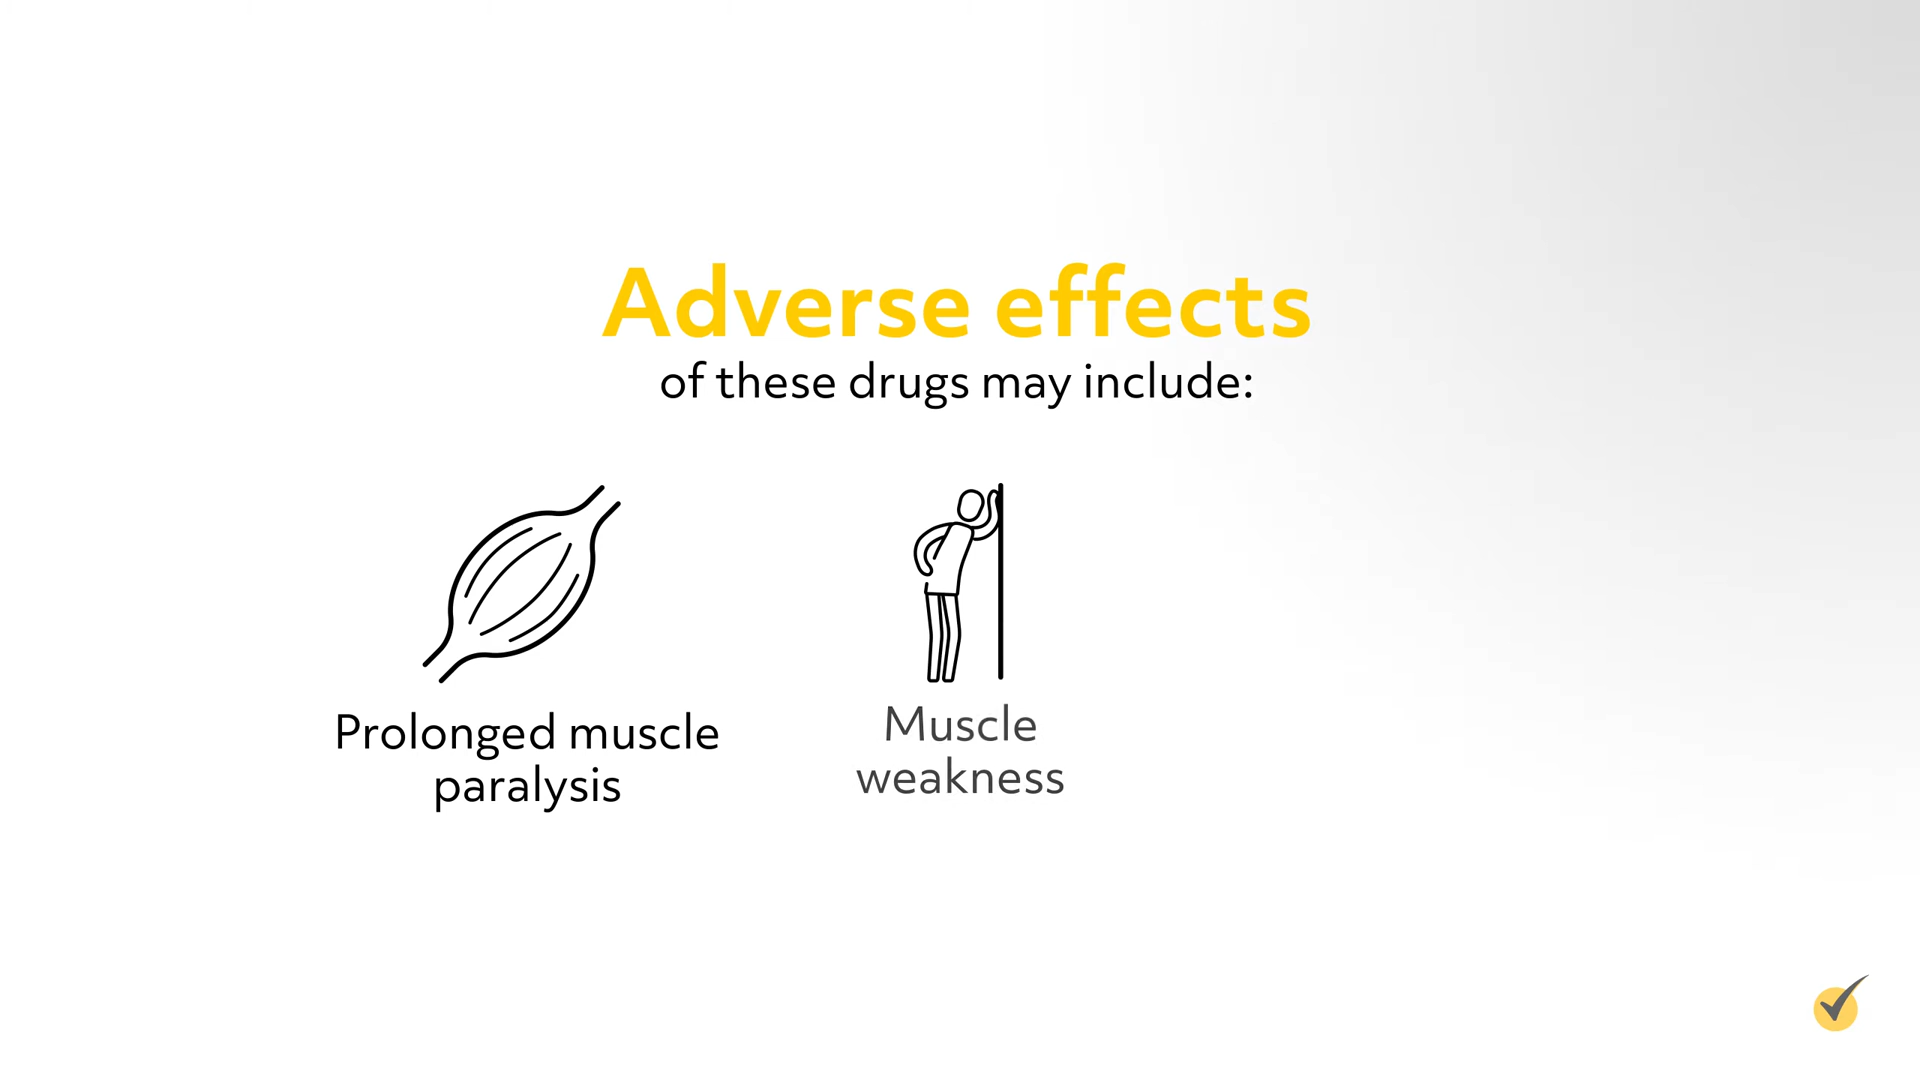 Adverse effects
of these drugs may include:
Prolonged muscle
paralysis
Muscle
weakness